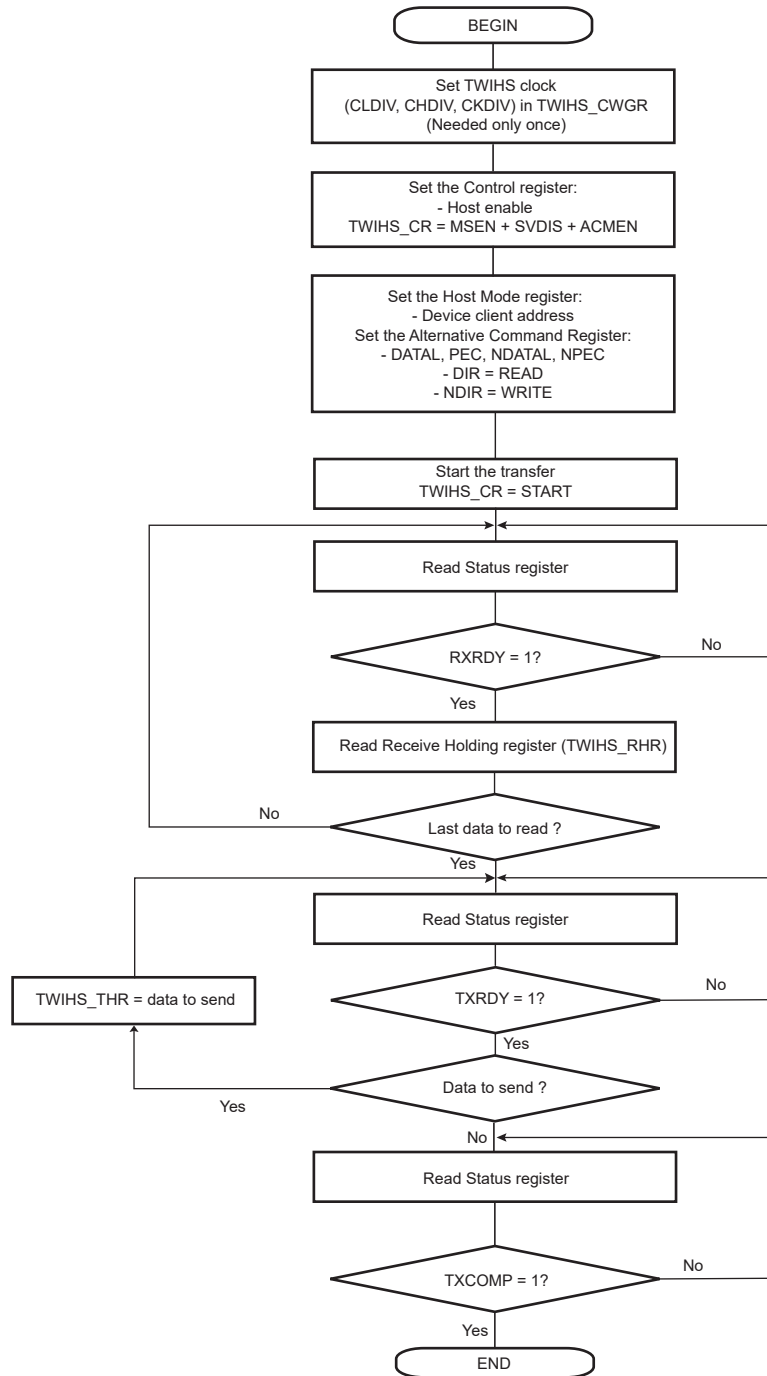 BEGIN
Set TWIHS clock
(CLDIV, CHDIV, CKDIV) in TWIHS_CWGR
(Needed only once)
Set the Control register:
- Host enable
TWIHS_CR = MSEN + SVDIS + ACMEN
Set the Host Mode register:
- Device client address
Set the Alternative Command Register:
- DATAL, PEC, NDATAL, NPEC
- DIR = READ
- NDIR = WRITE
Start the transfer
TWIHS_CR = START
Read Status register
RXRDY = 1?
No
Yes
Read Receive Holding register (TWIHS_RHR)
No
Last data to read ?
Yes
Read Status register
TWIHS_THR = data to send
TXRDY = 1?
No
Yes
Data to send ?
Yes
No
Read Status register
TXCOMP = 1?
No
Yes
END